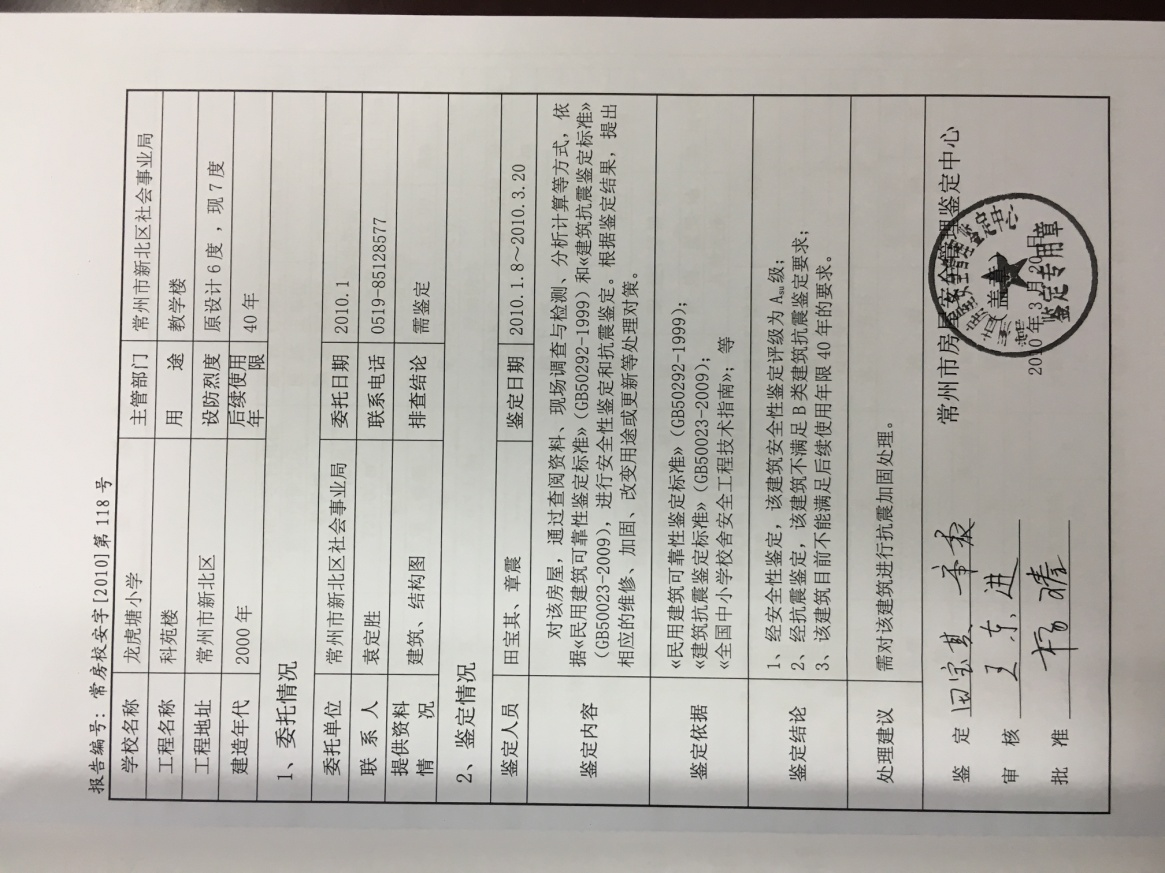 报告编号：常房校安字[2010]第118号
学校名称 龙虎塘小学 主管部门 常州市新北区社会事业局
工程名称 科苑楼 用途 教学楼
工程地址 常州市新北区 设防烈度 原设计6度，现7度
建造年代 2000年 后续使用年限 40年
1、委托情况
委托单位 常州市新北区社会事业局 委托日期 2010.1
联系人 袁定胜 联系电话 0519-85128577
提供资料情况 建筑、结构图 排查结论 需鉴定
2、鉴定情况
鉴定人员 田宝其、章震 鉴定日期 2010.1.8～2010.3.20
鉴定内容
对该房屋，通过查阅资料、现场调查与检测、分析计算等方式，依
据《民用建筑可靠性鉴定标准》（GB50292-1999）和《建筑抗震鉴定标准》
（GB50023-2009），进行安全性鉴定和抗震鉴定。根据鉴定结果，提出
相应的维修、加固、改变用途或更新等处理对策。
鉴定依据
《民用建筑可靠性鉴定标准》（GB50292-1999）；
《建筑抗震鉴定标准》（GB50023-2009）；
《全国中小学校舍安全工程技术指南》；等
鉴定结论
1、经安全性鉴定，该建筑安全性鉴定评级为Asu级；
2、经抗震鉴定，该建筑不满足B类建筑抗震鉴定要求；
3、该建筑目前不能满足后续使用年限40年的要求。
处理建议 需对该建筑进行抗震加固处理。
鉴定 田宝其
审核 王东进
批准
常州市房屋安全管理鉴定中心
（盖章）
2010年3月20日
鉴定专用章